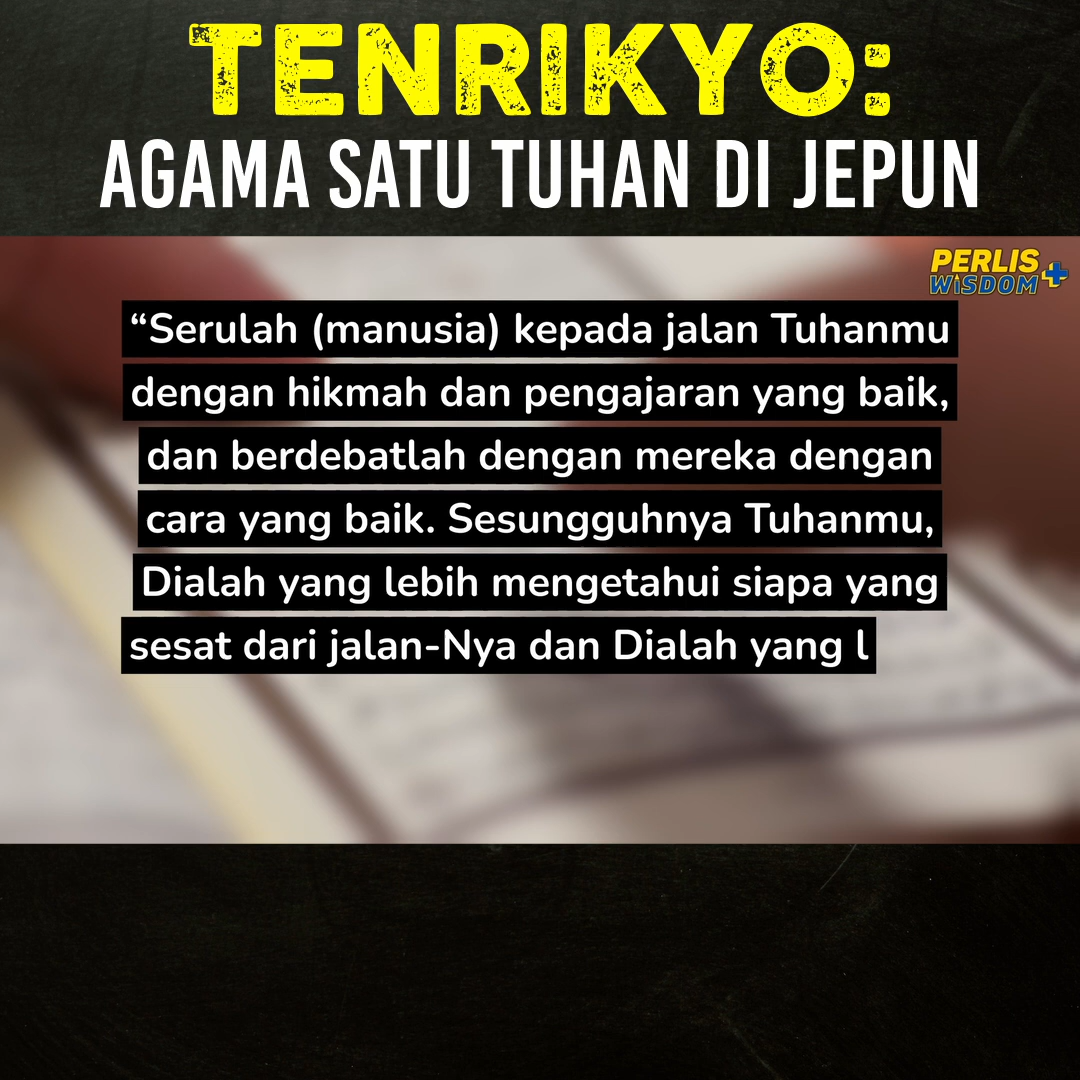 TENRIKYO:
AGAMA SATU TUHAN DI JEPUN
PERLIS
WiSDOM+
“Serulah (manusia) kepada jalan Tuhanmu
dengan hikmah dan pengajaran yang baik,
dan berdebatlah dengan mereka dengan
cara yang baik. Sesungguhnya Tuhanmu,
Dialah yang lebih mengetahui siapa yang
sesat dari jalan-Nya dan Dialah yang l